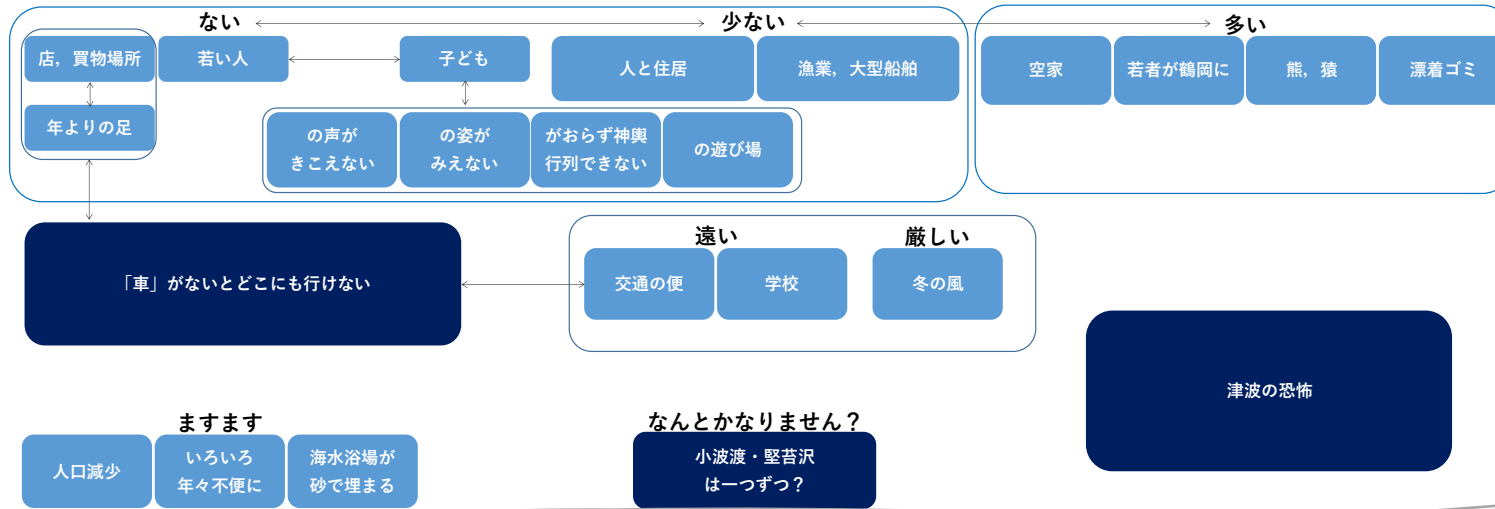 ない
少ない
多い
店，買物場所
若い人
子ども
人と住居
漁業，大型船舶
空家
若者が鶴岡に
熊，猿
漂着ゴミ
年よりの足
の声が
きこえない
の姿が
みえない
がおらず神輿
行列できない
の遊び場
「車」がないとどこにも行けない
遠い
厳しい
交通の便
学校
冬の風
津波の恐怖
ますます
人口減少
いろいろ
年々不便に
海水浴場が
砂で埋まる
なんとかなりません？
小波渡・堅苔沢
は一つずつ？